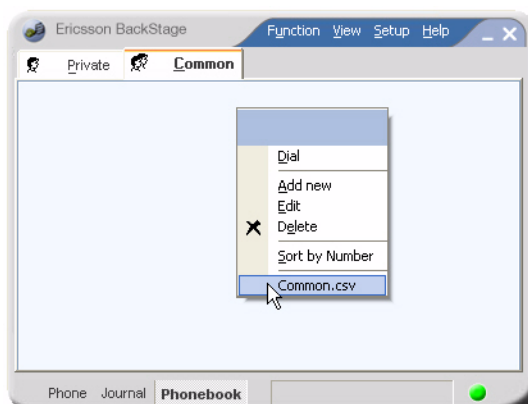 Ericsson BackStage Function View Setup Help
Private Common
Dial
Add new
Edit
Delete
Sort by Number
Common.csv
Phone Journal Phonebook